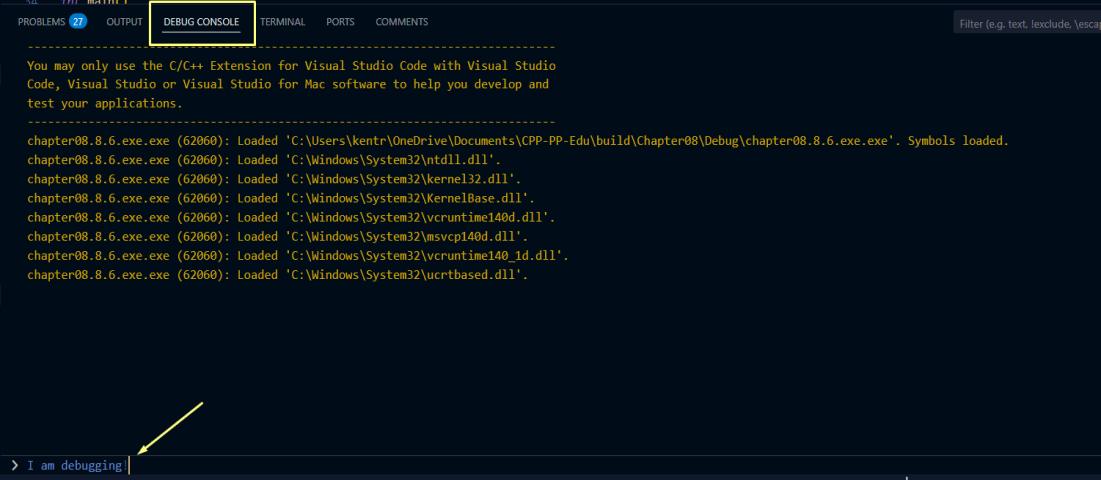 34 int main()
PROBLEMS 27 OUTPUT DEBUG CONSOLE TERMINAL PORTS COMMENTS Filter (e.g. text, !exclude, \escap
--------------------------------------------------------------------------------
You may only use the C/C++ Extension for Visual Studio Code with Visual Studio
Code, Visual Studio or Visual Studio for Mac software to help you develop and
test your applications.
--------------------------------------------------------------------------------
chapter08.8.6.exe.exe (62060): Loaded 'C:\Users\kentr\OneDrive\Documents\CPP-PP-Edu\build\Chapter08\Debug\chapter08.8.6.exe.exe'. Symbols loaded.
chapter08.8.6.exe.exe (62060): Loaded 'C:\Windows\System32\ntdll.dll'.
chapter08.8.6.exe.exe (62060): Loaded 'C:\Windows\System32\kernel32.dll'.
chapter08.8.6.exe.exe (62060): Loaded 'C:\Windows\System32\KernelBase.dll'.
chapter08.8.6.exe.exe (62060): Loaded 'C:\Windows\System32\vcruntime140d.dll'.
chapter08.8.6.exe.exe (62060): Loaded 'C:\Windows\System32\msvcp140d.dll'.
chapter08.8.6.exe.exe (62060): Loaded 'C:\Windows\System32\vcruntime140_1d.dll'.
chapter08.8.6.exe.exe (62060): Loaded 'C:\Windows\System32\ucrtbased.dll'.
I am debugging!